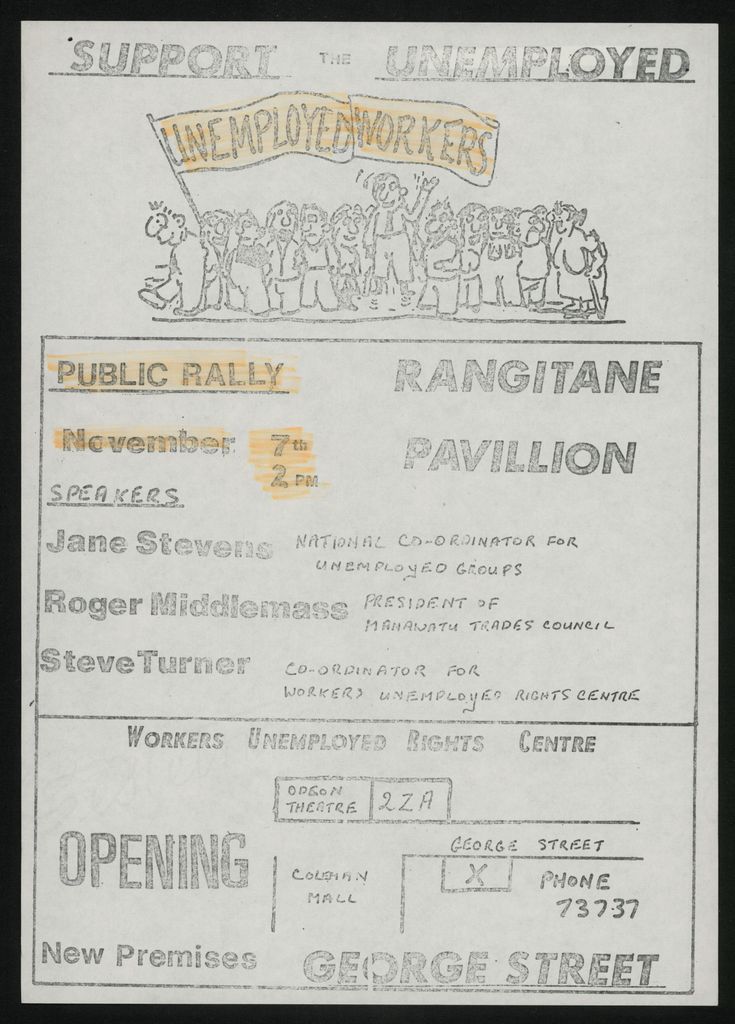 SUPPORT THE UNEMPLOYED
UNEMPLOYED WORKERS
PUBLIC RALLY
RANGITANE
PAVILLION
November 7th
2 PM
SPEAKERS
Jane Stevens NATIONAL CO-ORDINATOR FOR
UNEMPLOYED GROUPS
Roger Middlemass PRESIDENT OF
MANAWATU TRADES COUNCIL
Steve Turner CO-ORDINATOR FOR
WORKERS UNEMPLOYED RIGHTS CENTRE
WORKERS UNEMPLOYED RIGHTS CENTRE
ODEON
THEATRE
2ZA
GEORGE STREET
OPENING
COLEMAN
MALL
X
PHONE
73737
New Premises GEORGE STREET